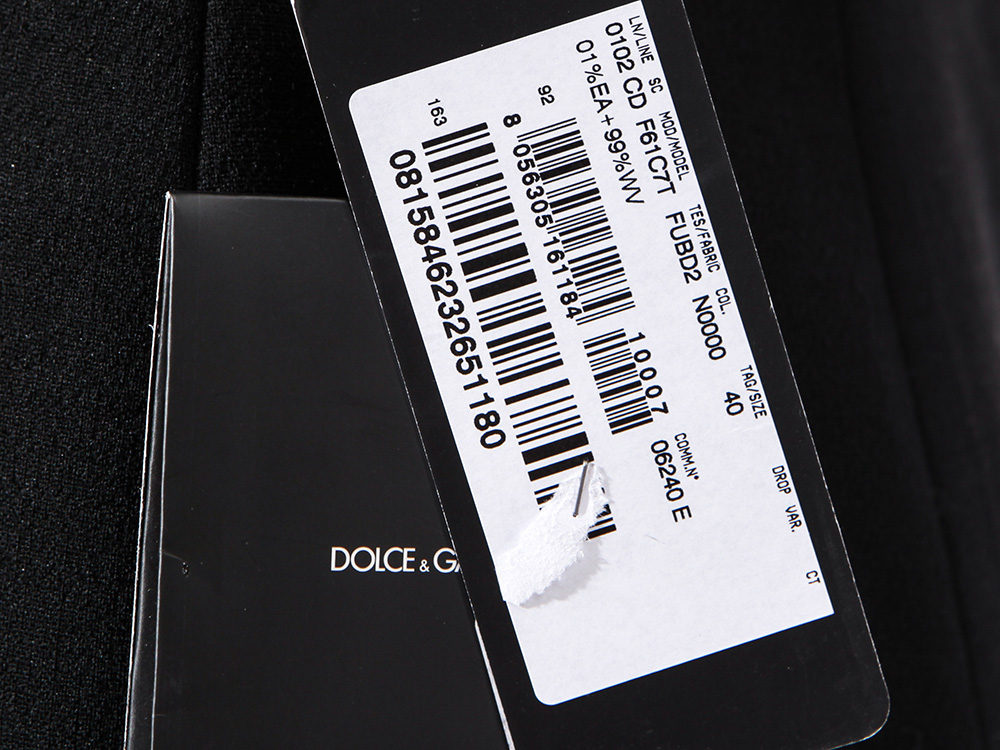 LN/LINE SC MOD/MODEL TES/FABRIC COL. TAG/SIZE DROP VAR. CT
0102 CD F61C7T FUBD2 N0000 40
01%EA+99%WV
COMM.N°
10007 06240 E
92
8 056305 161184
163
0815846232651180
DOLCE & GA